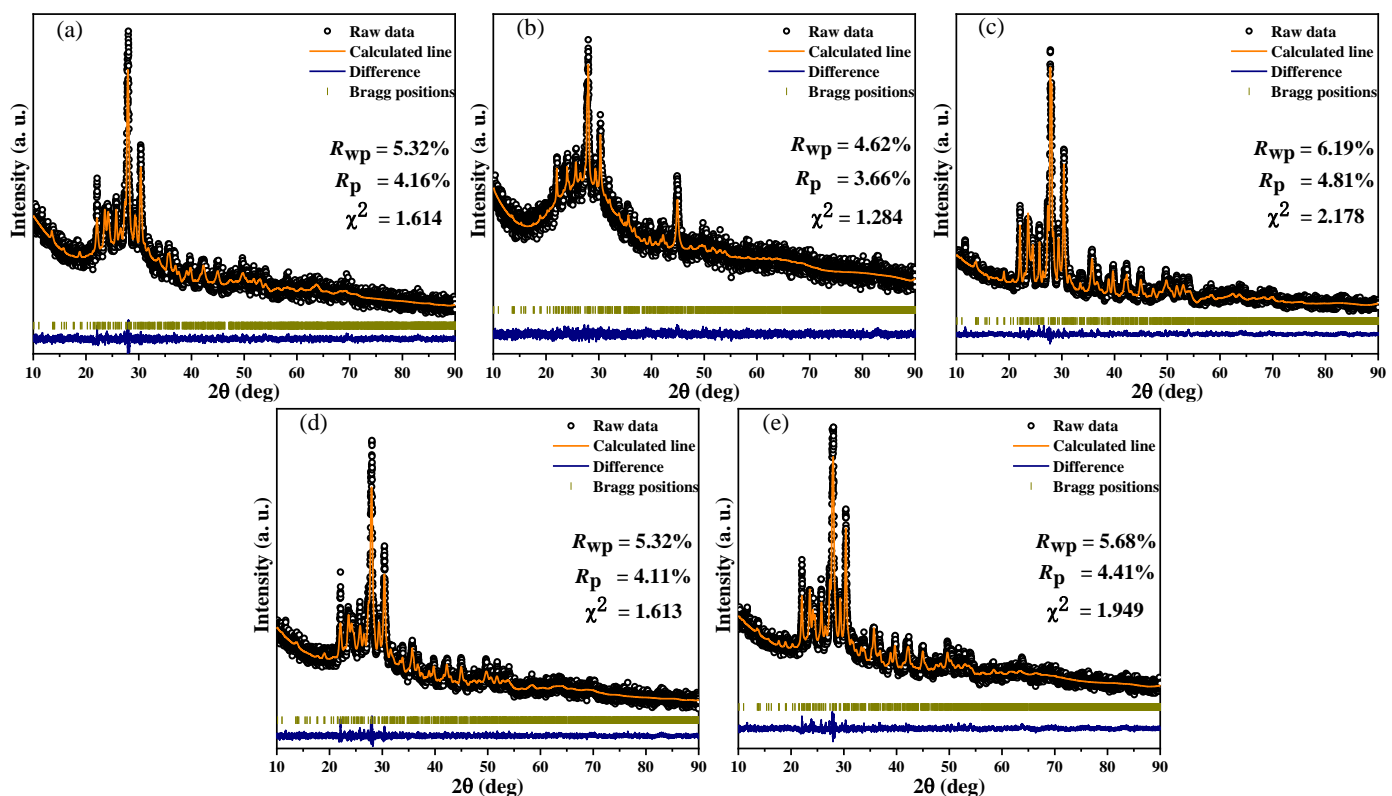 (a)
Raw data
Calculated line
Difference
Bragg positions
Rwp = 5.32%
Rp = 4.16%
χ2 = 1.614
Intensity (a. u.)
10 20 30 40 50 60 70 80 90
2θ (deg)
(b)
Raw data
Calculated line
Difference
Bragg positions
Rwp = 4.62%
Rp = 3.66%
χ2 = 1.284
Intensity (a. u.)
10 20 30 40 50 60 70 80 90
2θ (deg)
(c)
Raw data
Calculated line
Difference
Bragg positions
Rwp = 6.19%
Rp = 4.81%
χ2 = 2.178
Intensity (a. u.)
10 20 30 40 50 60 70 80 90
2θ (deg)
(d)
Raw data
Calculated line
Difference
Bragg positions
Rwp = 5.32%
Rp = 4.11%
χ2 = 1.613
Intensity (a. u.)
10 20 30 40 50 60 70 80 90
2θ (deg)
(e)
Raw data
Calculated line
Difference
Bragg positions
Rwp = 5.68%
Rp = 4.41%
χ2 = 1.949
Intensity (a. u.)
10 20 30 40 50 60 70 80 90
2θ (deg)